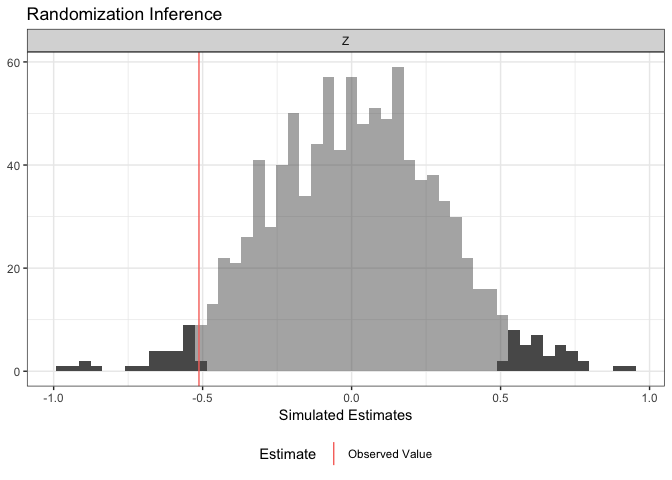 Randomization Inference
Z
60
40
20
0
-1.0 -0.5 0.0 0.5 1.0
Simulated Estimates
Estimate Observed Value